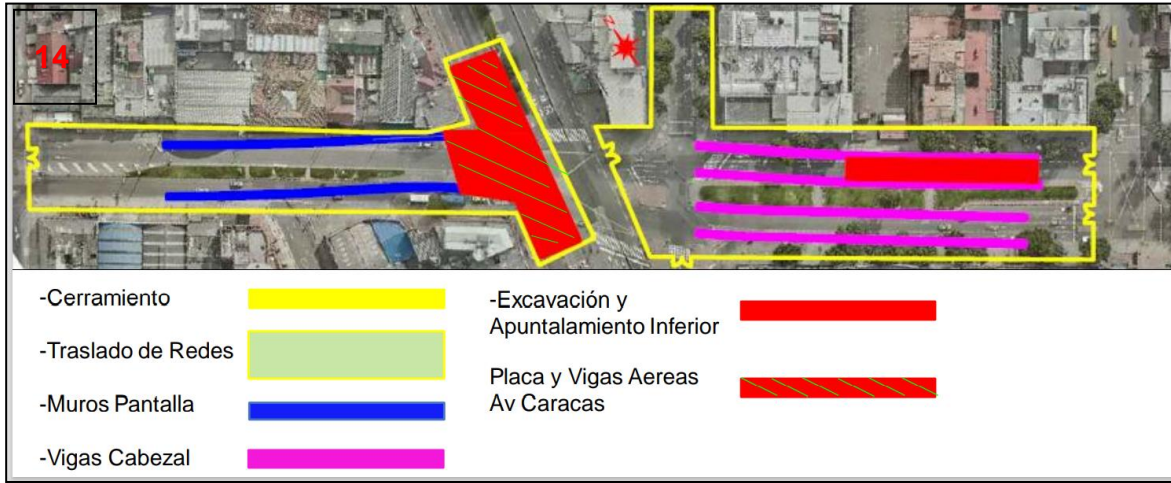 14
N
-Cerramiento
-Traslado de Redes
-Muros Pantalla
-Vigas Cabezal
-Excavación y
Apuntalamiento Inferior
Placa y Vigas Aereas
Av Caracas